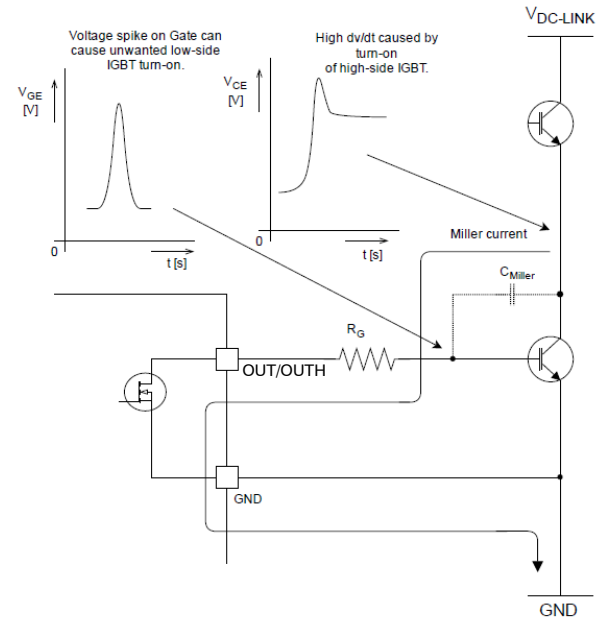 Voltage spike on Gate can
cause unwanted low-side
IGBT turn-on.
High dv/dt caused by
turn-on
of high-side IGBT.
VDC-LINK
VGE
[V]
VCE
[V]
0
t [s]
0
t [s]
Miller current
CMiller
RG
OUT/OUTH
GND
GND